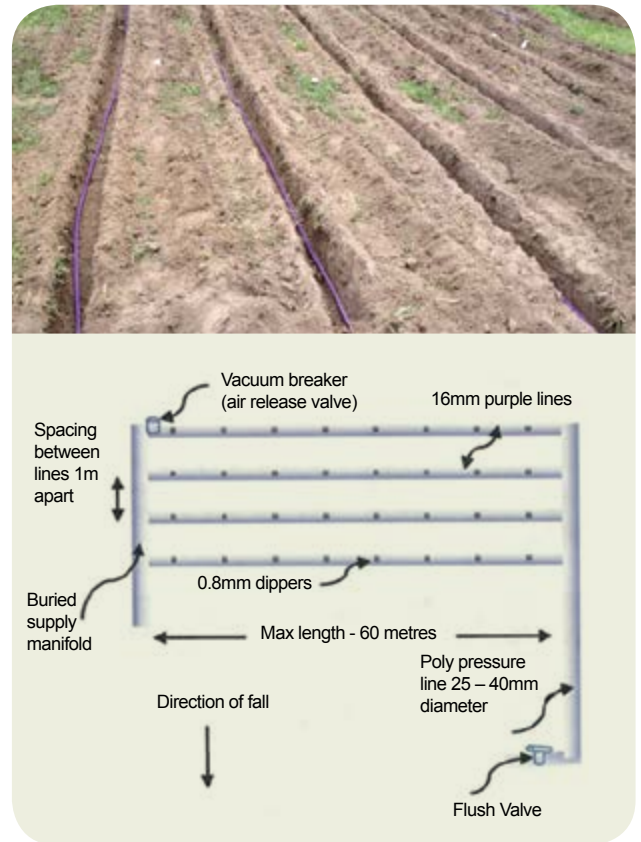 Vacuum breaker
(air release valve)
16mm purple lines
Spacing
between
lines 1m
apart
0.8mm dippers
Buried
supply
manifold
Max length - 60 metres
Poly pressure
line 25 – 40mm
diameter
Direction of fall
Flush Valve